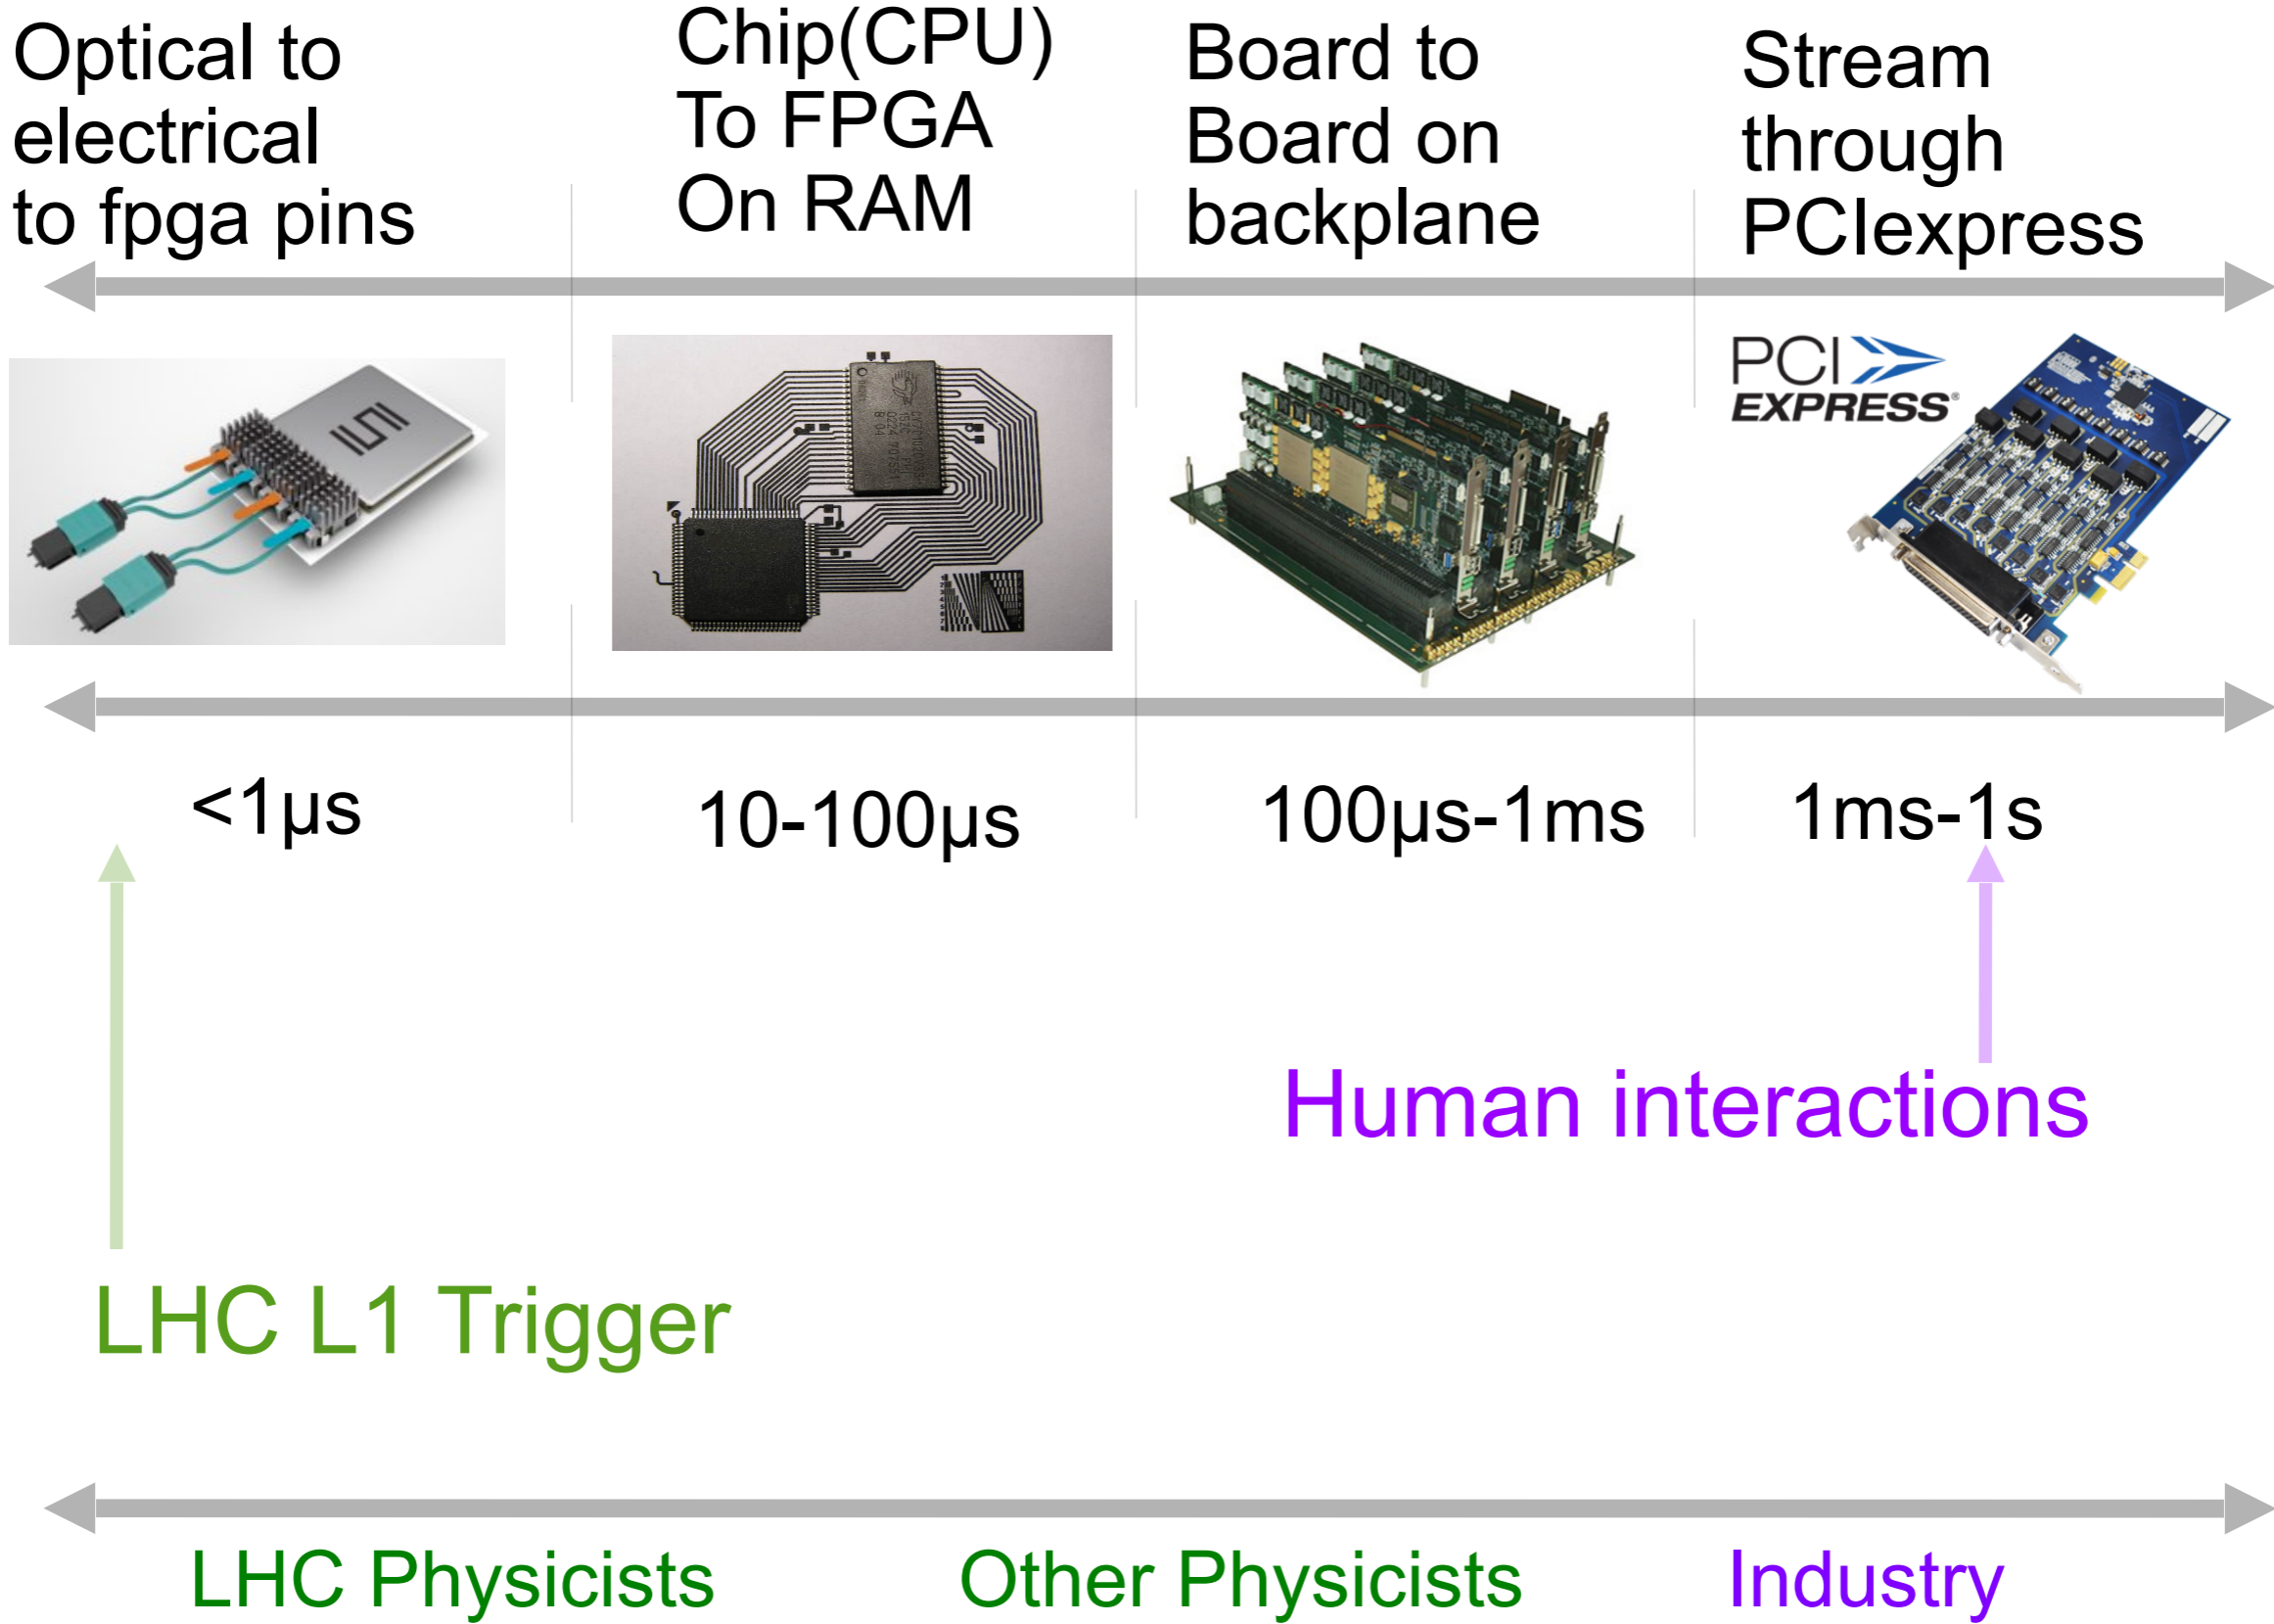 Optical to
electrical
to fpga pins
Chip(CPU)
To FPGA
On RAM
Board to
Board on
backplane
Stream
through
PCIexpress
PCI
EXPRESS®
<1µs
10-100µs
100µs-1ms
1ms-1s
Human interactions
LHC L1 Trigger
LHC Physicists
Other Physicists
Industry